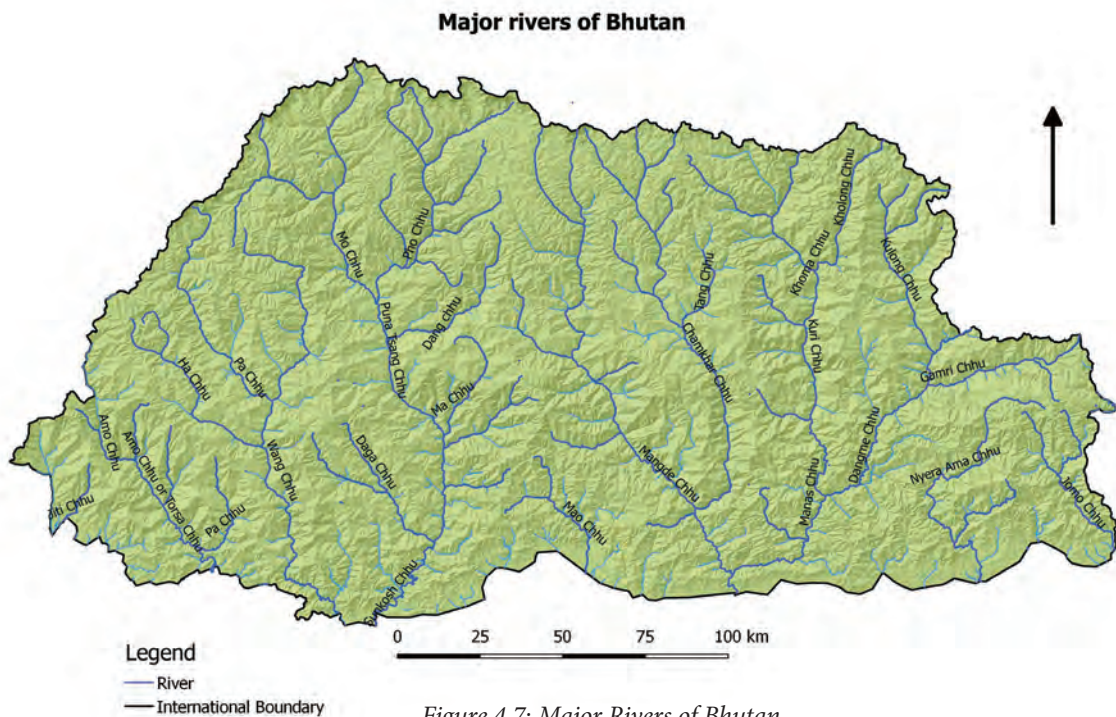 Major rivers of Bhutan
Mo Chhu
Pho Chhu
Kholong Chhu
Khoma Chhu
Kulong Chhu
Tang Chhu
Puna Tsang Chhu
Dang chhu
Chamkhar Chhu
Kuri Chhu
Ha Chhu
Pa Chhu
Gamri Chhu
Ma Chhu
Amo Chhu
Amo Chhu or Torsa Chhu
Wang Chhu
Daga Chhu
Mangde Chhu
Dangme Chhu
Nyera Ama Chhu
Jomo Chhu
Chhu
Pa Chhu
Mao Chhu
Manas Chhu
Sunkosh Chhu
0 25 50 75 100 km
Legend
River
International Boundary
Figure 4.7: Major Rivers of Bhutan